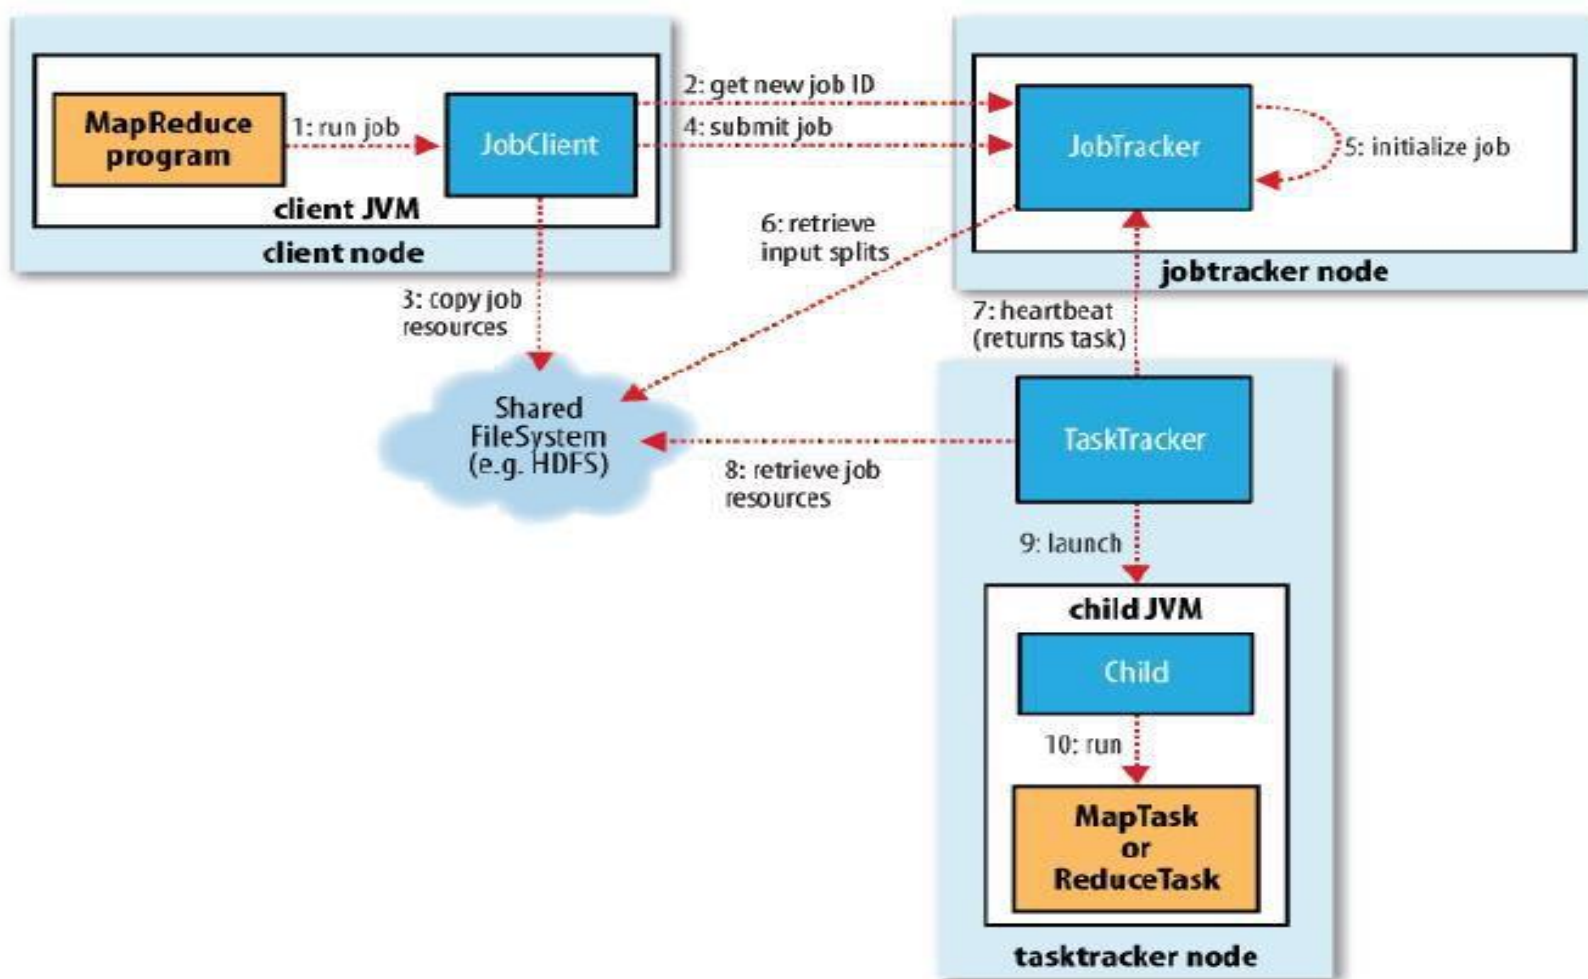 MapReduce
program
1: run job
JobClient
client JVM
client node
2: get new job ID
4: submit job
JobTracker
5: initialize job
jobtracker node
3: copy job
resources
6: retrieve
input splits
7: heartbeat
(returns task)
Shared
FileSystem
(e.g. HDFS)
8: retrieve job
resources
TaskTracker
9: launch
child JVM
Child
10: run
MapTask
or
ReduceTask
tasktracker node